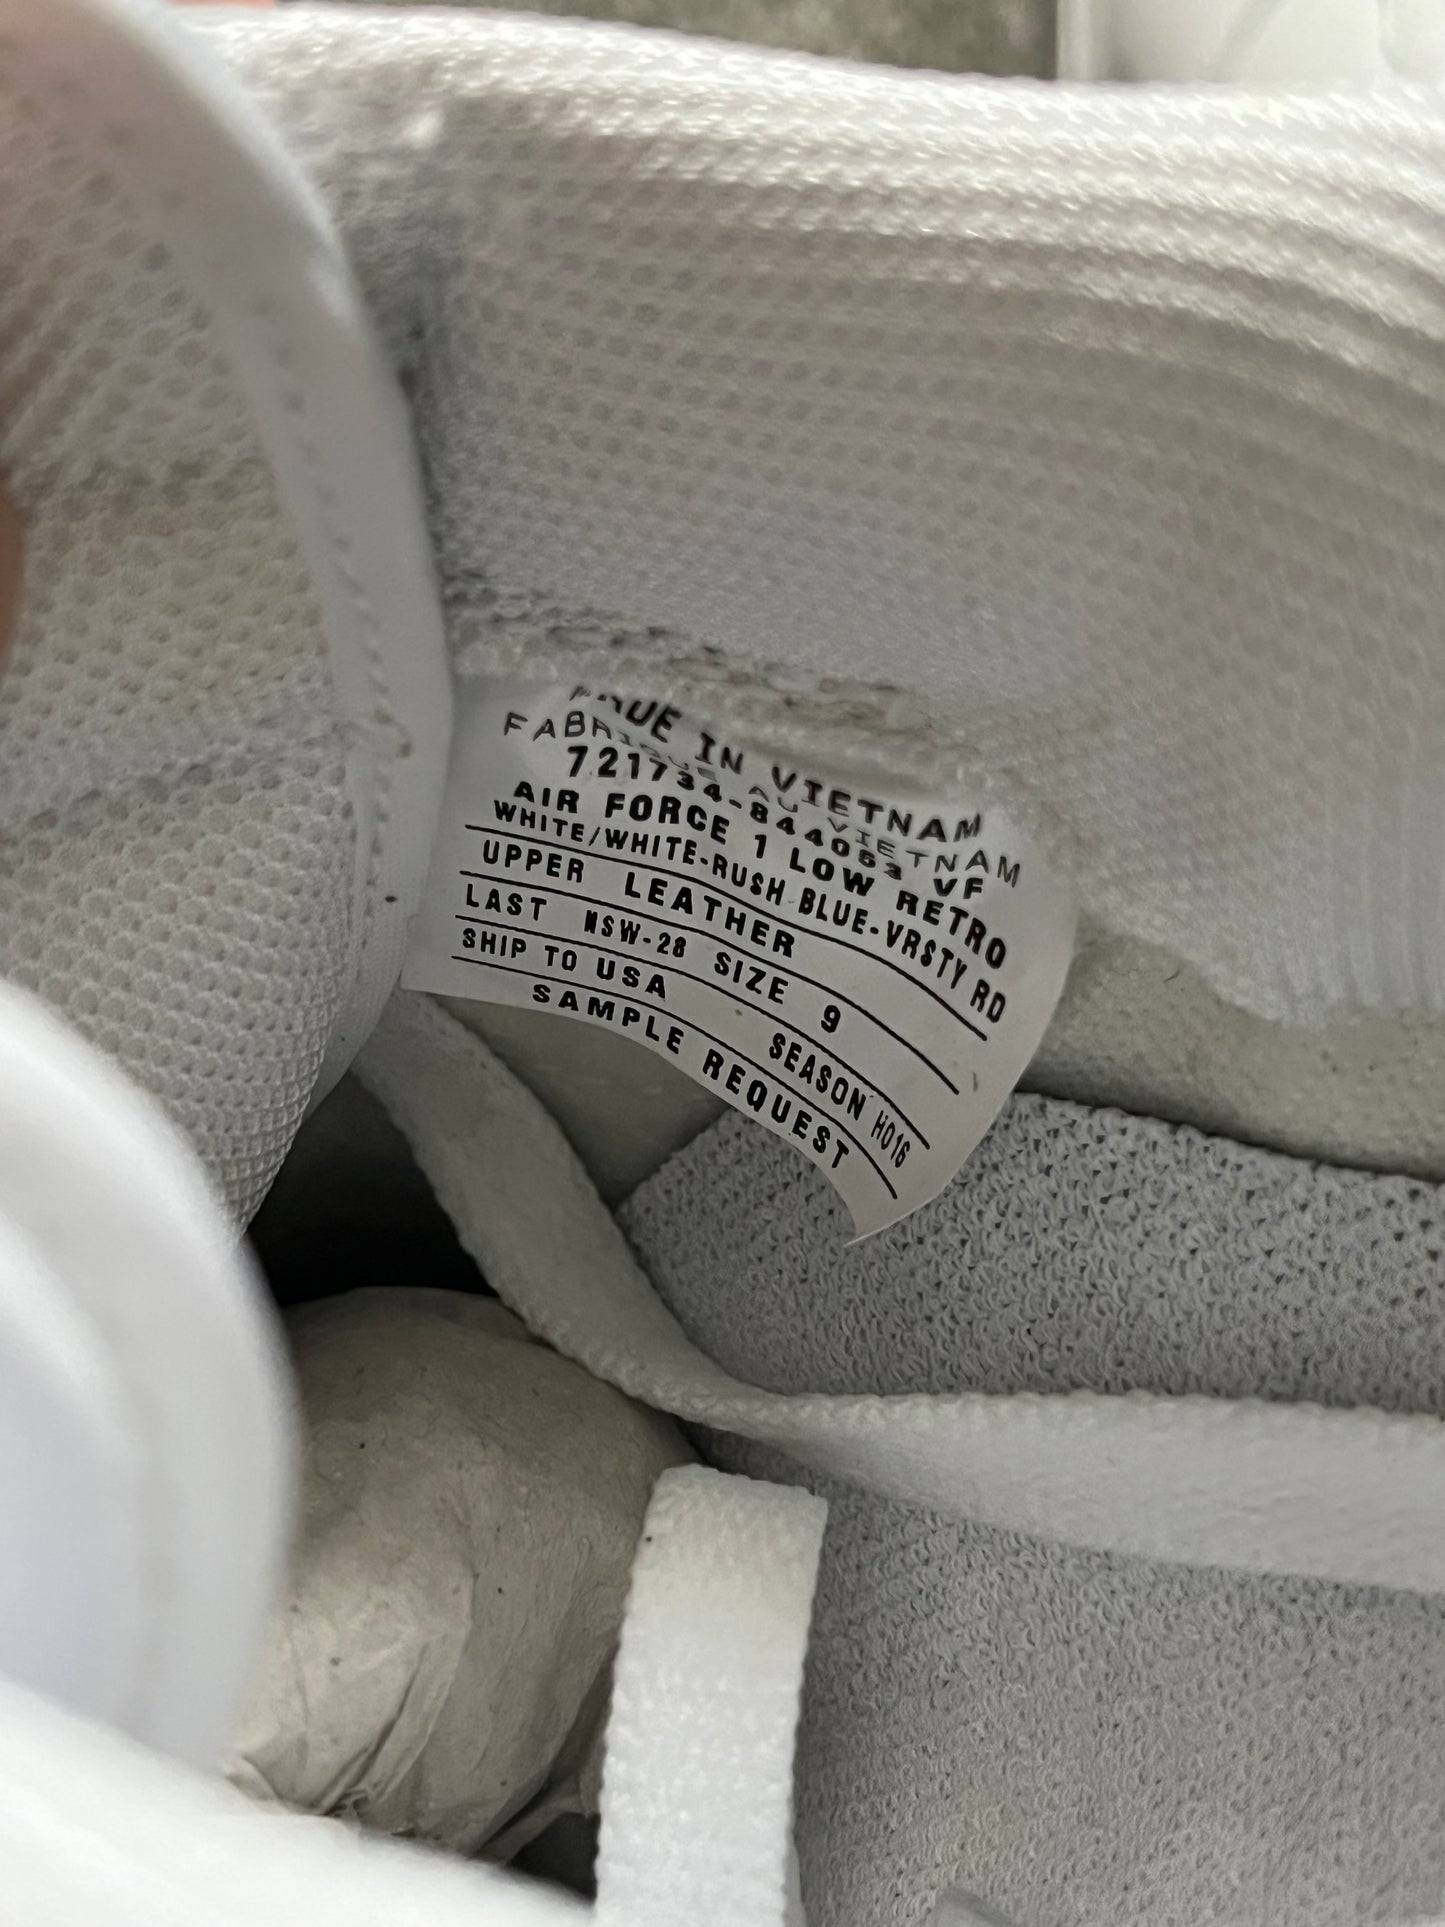 MADE IN VIETNAM
FABRIQUE AU VIETNAM
721734-844053 VF
AIR FORCE 1 LOW RETRO
WHITE/WHITE-RUSH BLUE-VRSTY RD
UPPER LEATHER
LAST NSW-28 SIZE 9
SHIP TO USA SEASON HO16
SAMPLE REQUEST